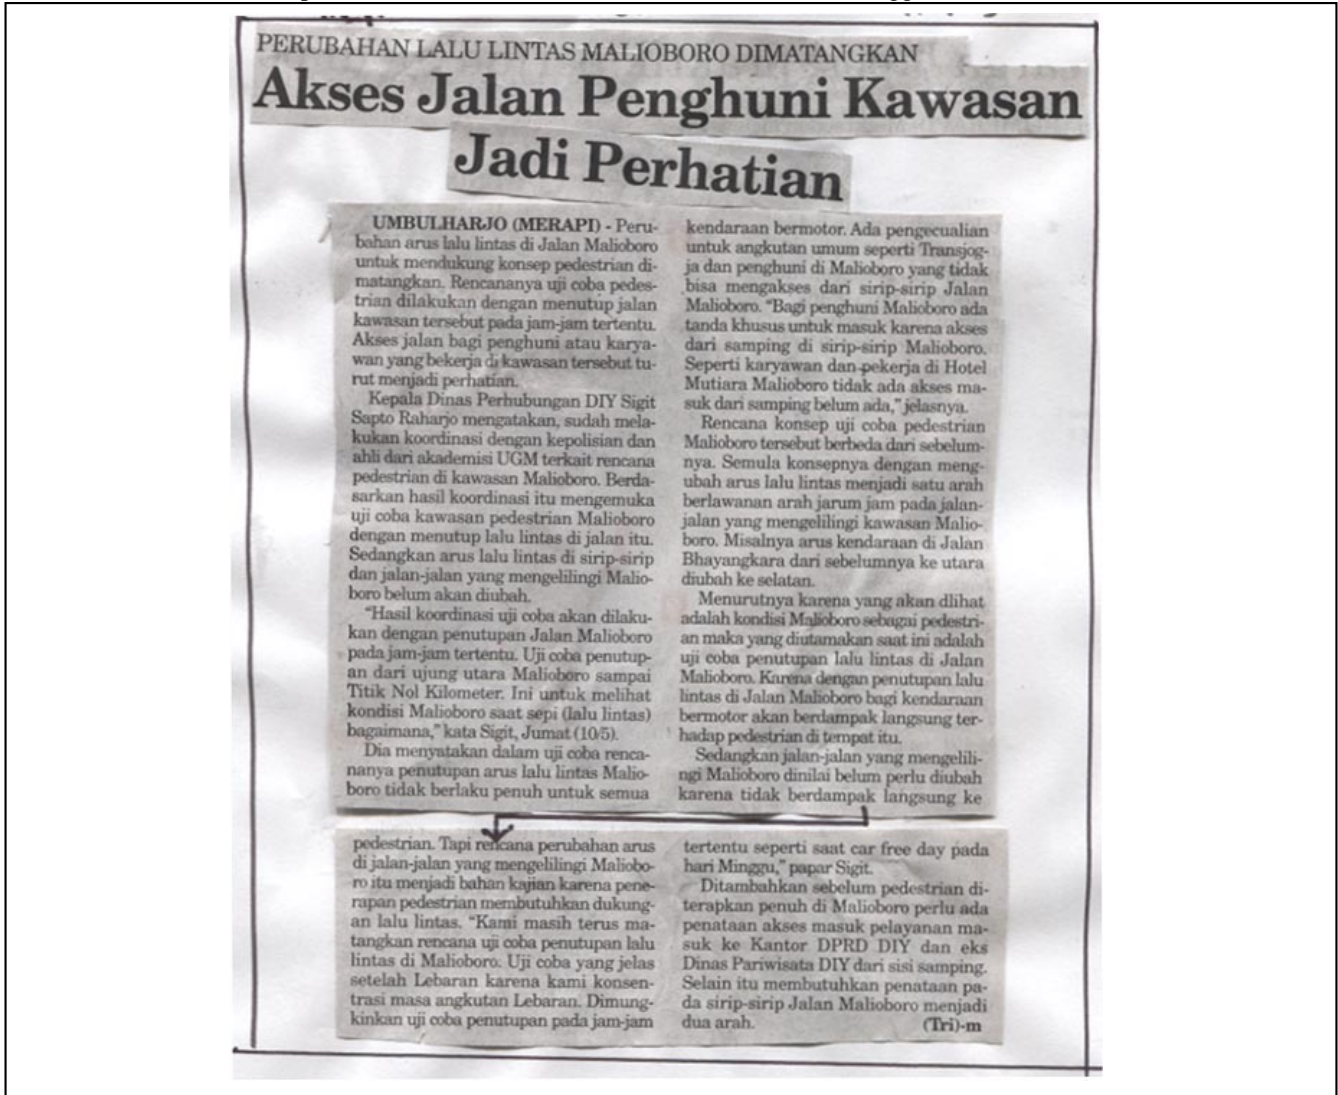 PERUBAHAN LALU LINTAS MALIOBORO DIMATANGKAN
Akses Jalan Penghuni Kawasan
Jadi Perhatian
UMBULHARJO (MERAPI) - Peru-
bahan arus lalu lintas di Jalan Malioboro
untuk mendukung konsep pedestrian di-
matangkan. Rencananya uji coba pedes-
trian dilakukan dengan menutup jalan
kawasan tersebut pada jam-jam tertentu.
Akses jalan bagi penghuni atau karya-
wan yang bekerja di kawasan tersebut tu-
rut menjadi perhatian.
Kepala Dinas Perhubungan DIY Sigit
Sapto Raharjo mengatakan, sudah mela-
kukan koordinasi dengan kepolisian dan
ahli dari akademisi UGM terkait rencana
pedestrian di kawasan Malioboro. Berda-
sarkan hasil koordinasi itu mengemuka
uji coba kawasan pedestrian Malioboro
dengan menutup lalu lintas di jalan itu.
Sedangkan arus lalu lintas di sirip-sirip
dan jalan-jalan yang mengelilingi Malio-
boro belum akan diubah.
"Hasil koordinasi uji coba akan dilaku-
kan dengan penutupan Jalan Malioboro
pada jam-jam tertentu. Uji coba penutup-
an dari ujung utara Malioboro sampai
Titik Nol Kilometer. Ini untuk melihat
kondisi Malioboro saat sepi (lalu lintas)
bagaimana," kata Sigit, Jumat (10/5).
Dia menyatakan dalam uji coba renca-
nanya penutupan arus lalu lintas Malio-
boro tidak berlaku penuh untuk semua
kendaraan bermotor. Ada pengecualian
untuk angkutan umum seperti Transjog-
ja dan penghuni di Malioboro yang tidak
bisa mengakses dari sirip-sirip Jalan
Malioboro. "Bagi penghuni Malioboro ada
tanda khusus untuk masuk karena akses
dari samping di sirip-sirip Malioboro.
Seperti karyawan dan pekerja di Hotel
Mutiara Malioboro tidak ada akses ma-
suk dari samping belum ada," jelasnya.
Rencana konsep uji coba pedestrian
Malioboro tersebut berbeda dari sebelum-
nya. Semula konsepnya dengan meng-
ubah arus lalu lintas menjadi satu arah
berlawanan arah jarum jam pada jalan-
jalan yang mengelilingi kawasan Malio-
boro. Misalnya arus kendaraan di Jalan
Bhayangkara dari sebelumnya ke utara
diubah ke selatan.
Menurutnya karena yang akan dlihat
adalah kondisi Malioboro sebagai pedestri-
an maka yang diutamakan saat ini adalah
uji coba penutupan lalu lintas di Jalan
Malioboro. Karena dengan penutupan lalu
lintas di Jalan Malioboro bagi kendaraan
bermotor akan berdampak langsung ter-
hadap pedestrian di tempat itu.
Sedangkan jalan-jalan yang mengelili-
ngi Malioboro dinilai belum perlu diubah
karena tidak berdampak langsung ke
pedestrian. Tapi rencana perubahan arus
di jalan-jalan yang mengelilingi Maliobo-
ro itu menjadi bahan kajian karena pene-
rapan pedestrian membutuhkan dukung-
an lalu lintas. "Kami masih terus ma-
tangkan rencana uji coba penutupan lalu
lintas di Malioboro. Uji coba yang jelas
setelah Lebaran karena kami konsen-
trasi masa angkutan Lebaran. Dimung-
kinkan uji coba penutupan pada jam-jam
tertentu seperti saat car free day pada
hari Minggu," papar Sigit.
Ditambahkan sebelum pedestrian di-
terapkan penuh di Malioboro perlu ada
penataan akses masuk pelayanan ma-
suk ke Kantor DPRD DIY dan eks
Dinas Pariwisata DIY dari sisi samping.
Selain itu membutuhkan penataan pa-
da sirip-sirip Jalan Malioboro menjadi
dua arah. (Tri)-m